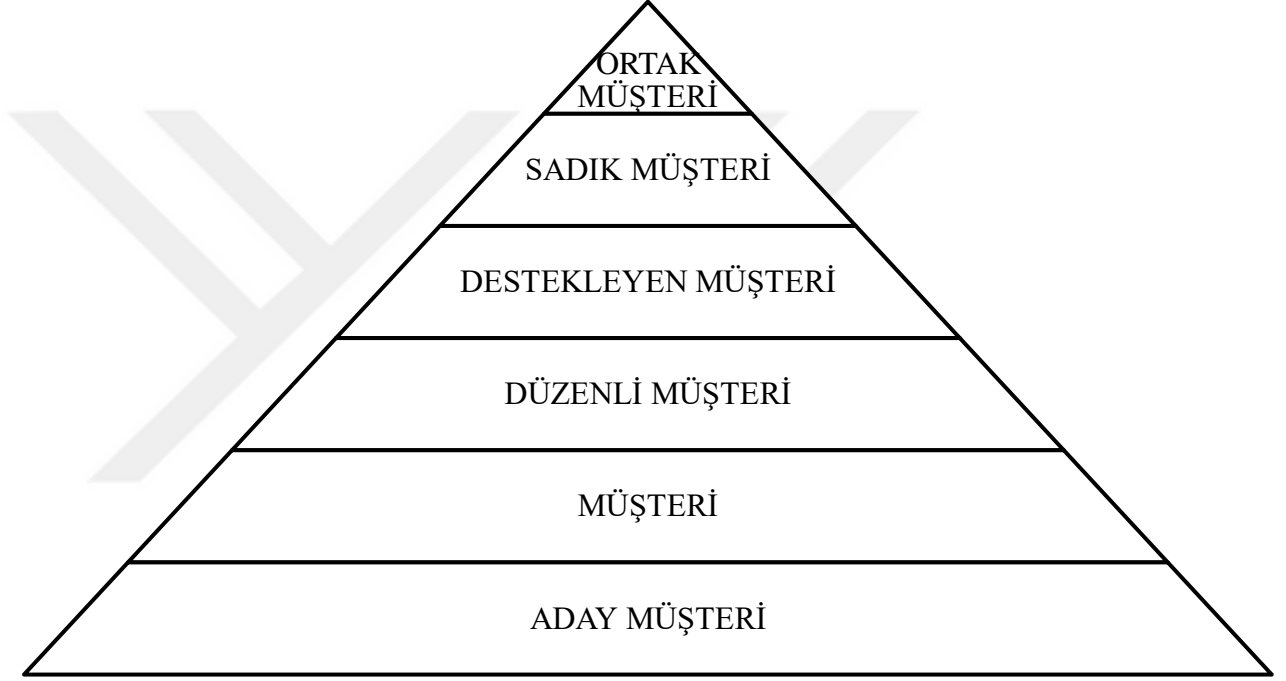 ORTAK
MÜŞTERİ
SADIK MÜŞTERİ
DESTEKLEYEN MÜŞTERİ
DÜZENLİ MÜŞTERİ
MÜŞTERİ
ADAY MÜŞTERİ